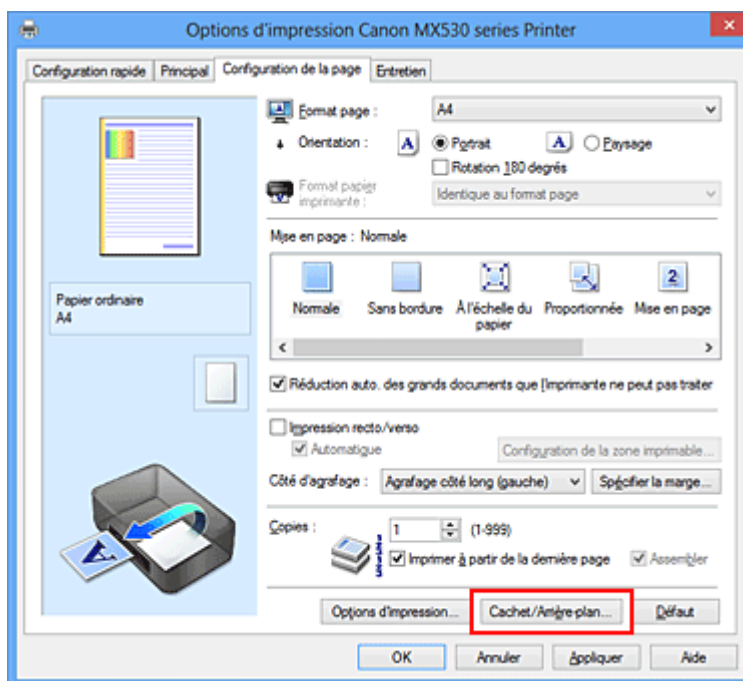 Options d'impression Canon MX530 series Printer
Configuration rapide Principal Configuration de la page Entretien
Format page : A4
Orientation : A Portrait A Paysage
Rotation 180 degrés
Format papier imprimante : Identique au format page
Mise en page : Normale
Normale Sans bordure À l'échelle du papier Proportionnée Mise en page
2
Papier ordinaire
A4
Réduction auto. des grands documents que l'imprimante ne peut pas traiter
Impression recto/verso
Automatique Configuration de la zone imprimable...
Côté d'agrafage : Agrafage côté long (gauche) Spécifier la marge...
Copies : 1 (1-999)
Imprimer à partir de la dernière page Assembler
A
Options d'impression... Cachet/Arrière-plan... Défaut
OK Annuler Appliquer Aide